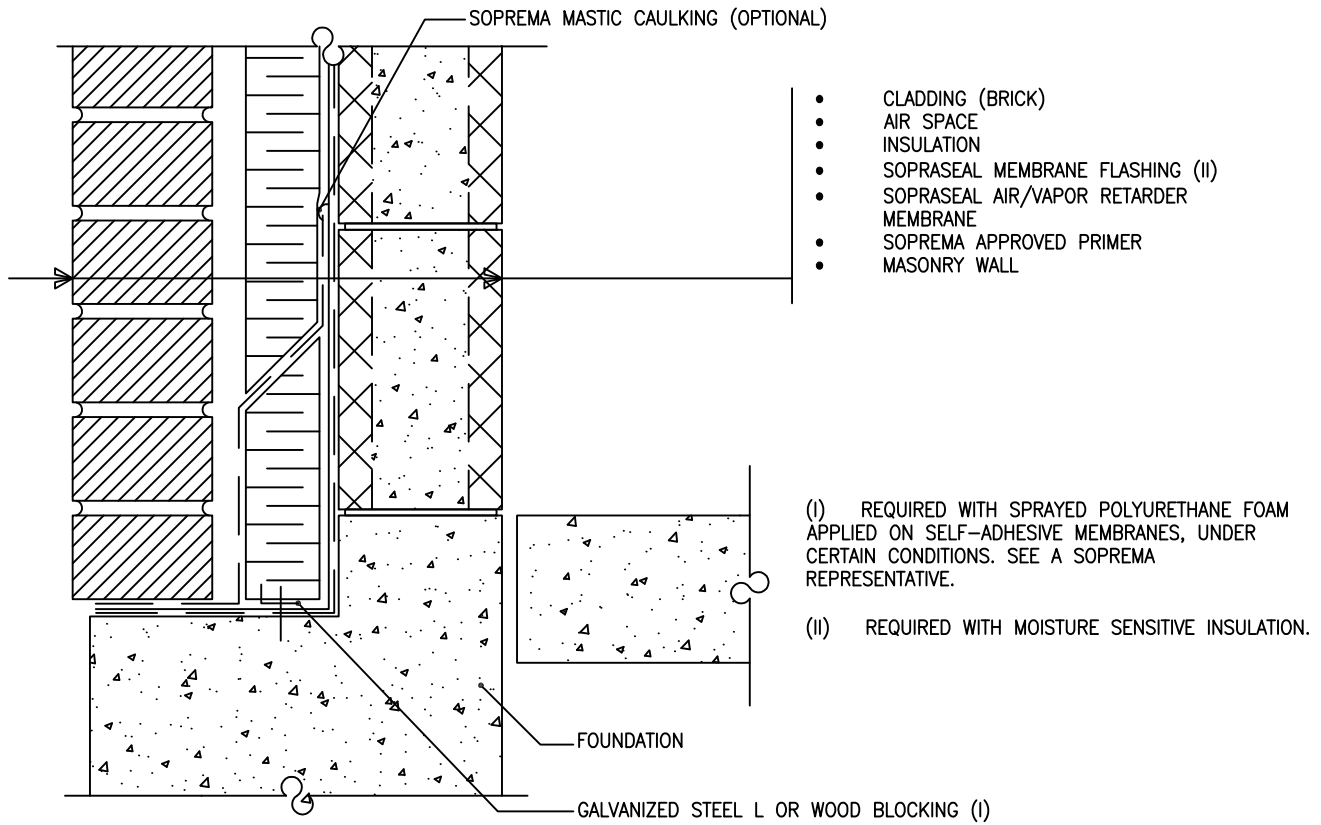 SOPREMA MASTIC CAULKING (OPTIONAL)
• CLADDING (BRICK)
• AIR SPACE
• INSULATION
• SOPRASEAL MEMBRANE FLASHING (II)
• SOPRASEAL AIR/VAPOR RETARDER
MEMBRANE
• SOPREMA APPROVED PRIMER
• MASONRY WALL
(I) REQUIRED WITH SPRAYED POLYURETHANE FOAM
APPLIED ON SELF-ADHESIVE MEMBRANES, UNDER
CERTAIN CONDITIONS. SEE A SOPREMA
REPRESENTATIVE.
(II) REQUIRED WITH MOISTURE SENSITIVE INSULATION.
FOUNDATION
GALVANIZED STEEL L OR WOOD BLOCKING (I)